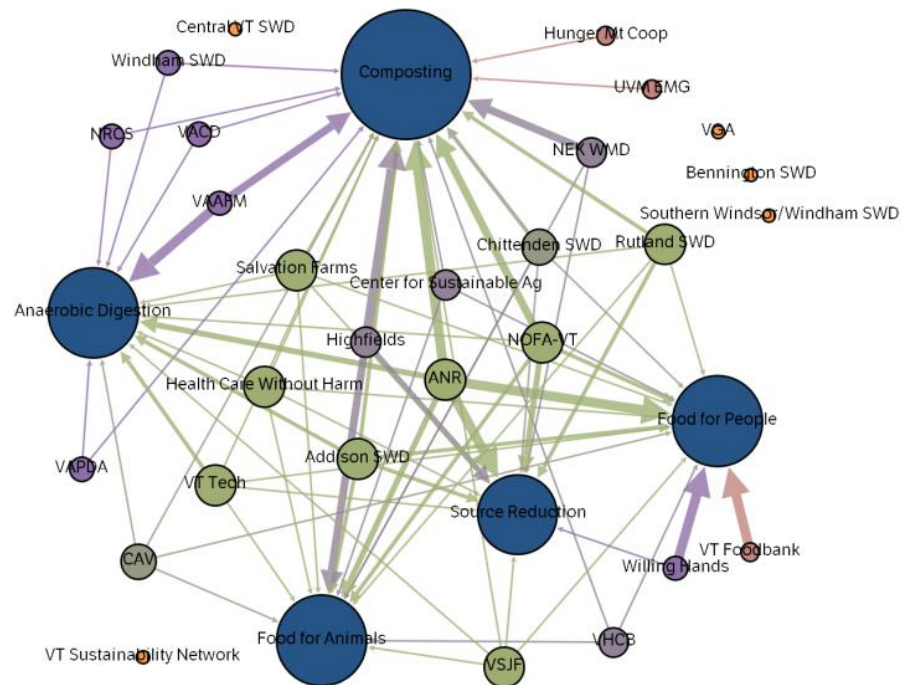 Central VT SWD
Hunger Mt Coop
Windham SWD
Composting
UVM EMG
NRCS
VACD
VGA
NEK WMD
Bennington SWD
VAAFM
Southern Windsor/Windham SWD
Chittenden SWD
Rutland SWD
Salvation Farms
Center for Sustainable Ag
Anaerobic Digestion
Highfields
NOFA-VT
Health Care Without Harm
ANR
Food for People
Addison SWD
VAPDA
VT Tech
Source Reduction
VT Foodbank
CAV
Willing Hands
Food for Animals
VHCB
VT Sustainability Network
VSJF